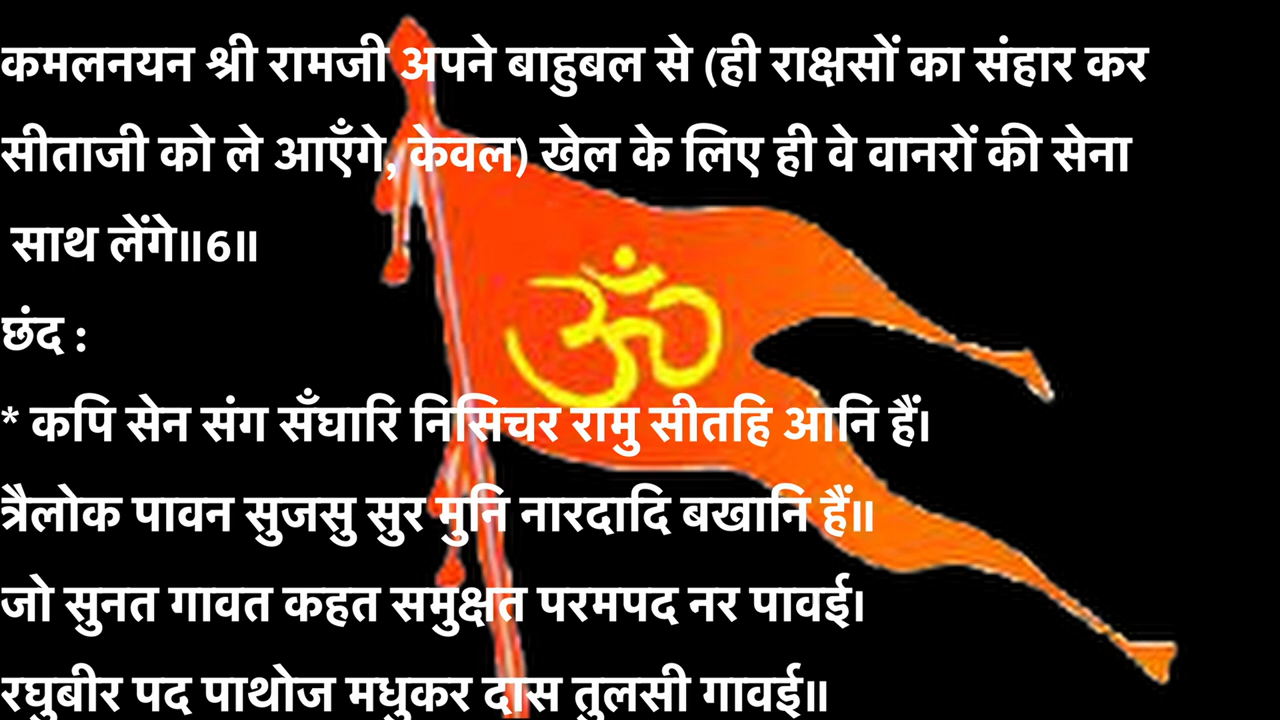 कमलनयन श्री रामजी अपने बाहुबल से (ही राक्षसों का संहार कर
सीताजी को ले आएँगे, केवल) खेल के लिए ही वे वानरों की सेना
साथ लेंगे॥6॥
छंद :
* कपि सेन संग सँघारि निसिचर रामु सीतहि आनि हैं।
त्रैलोक पावन सुजसु सुर मुनि नारदादि बखानि हैं॥
जो सुनत गावत कहत समुक्षत परमपद नर पावई।
रघुबीर पद पाथोज मधुकर दास तुलसी गावई॥
ॐ